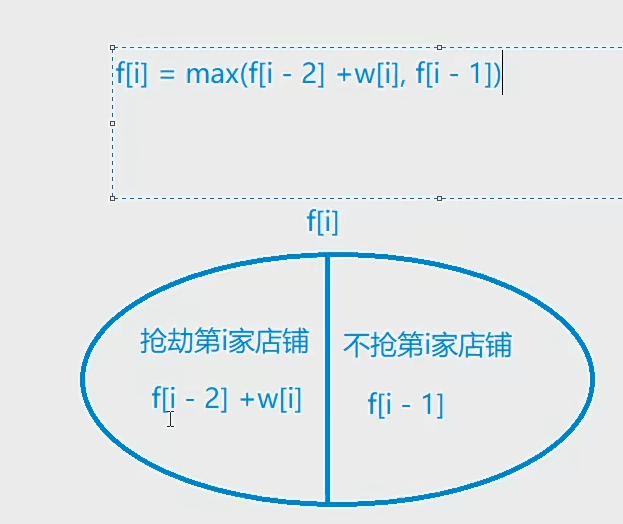 f[i] = max(f[i - 2] +w[i], f[i - 1])
f[i]
抢劫第i家店铺
不抢第i家店铺
f[i - 2] +w[i]
f[i - 1]